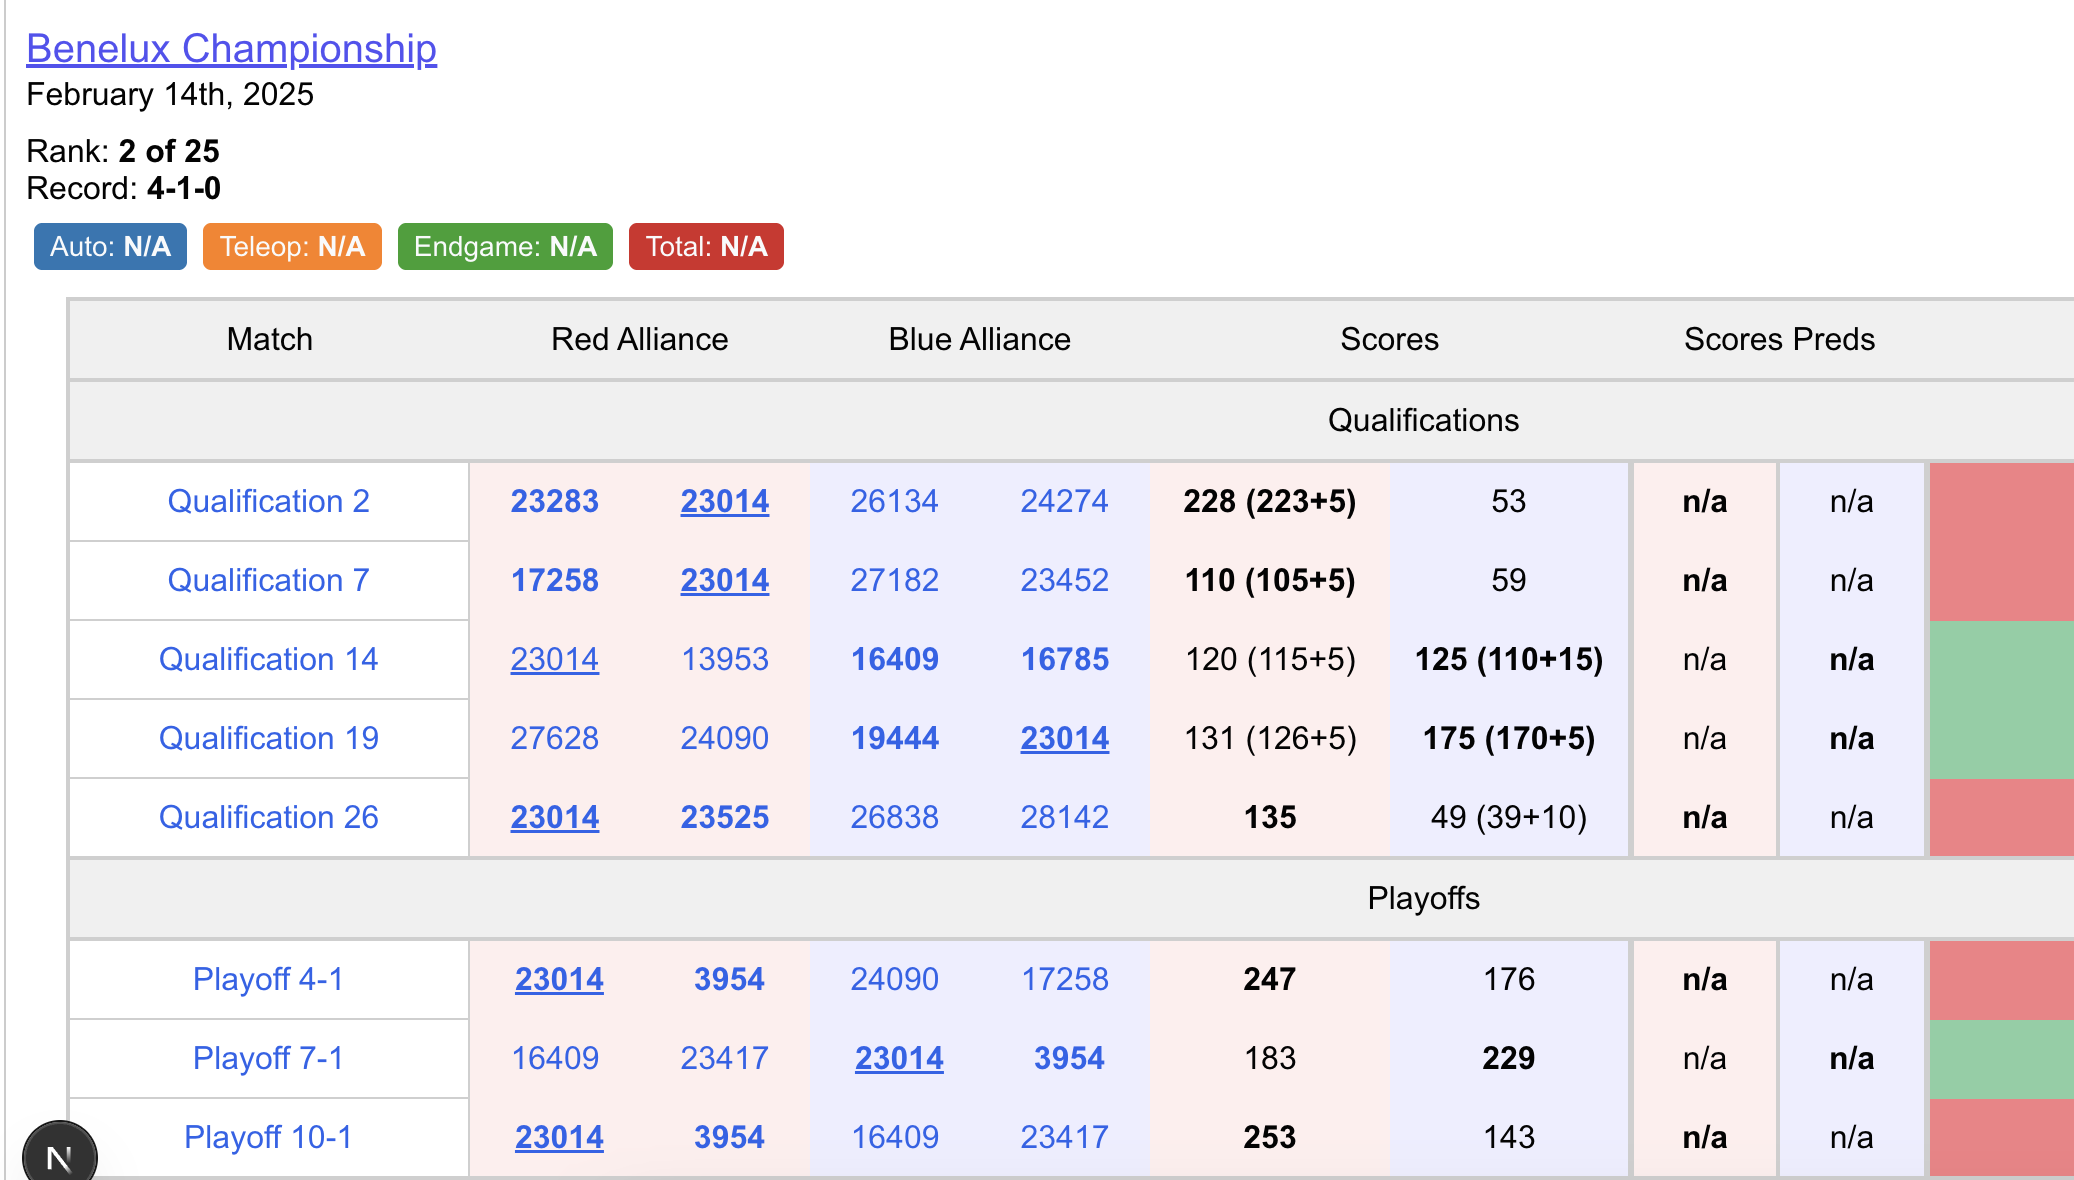 Benelux Championship
February 14th, 2025
Rank: 2 of 25
Record: 4-1-0
Auto: N/A Teleop: N/A Endgame: N/A Total: N/A
Match Red Alliance Blue Alliance Scores Scores Preds
Qualifications
Qualification 2 23283 23014 26134 24274 228 (223+5) 53 n/a n/a
Qualification 7 17258 23014 27182 23452 110 (105+5) 59 n/a n/a
Qualification 14 23014 13953 16409 16785 120 (115+5) 125 (110+15) n/a n/a
Qualification 19 27628 24090 19444 23014 131 (126+5) 175 (170+5) n/a n/a
Qualification 26 23014 23525 26838 28142 135 49 (39+10) n/a n/a
Playoffs
Playoff 4-1 23014 3954 24090 17258 247 176 n/a n/a
Playoff 7-1 16409 23417 23014 3954 183 229 n/a n/a
Playoff 10-1 23014 3954 16409 23417 253 143 n/a n/a
N